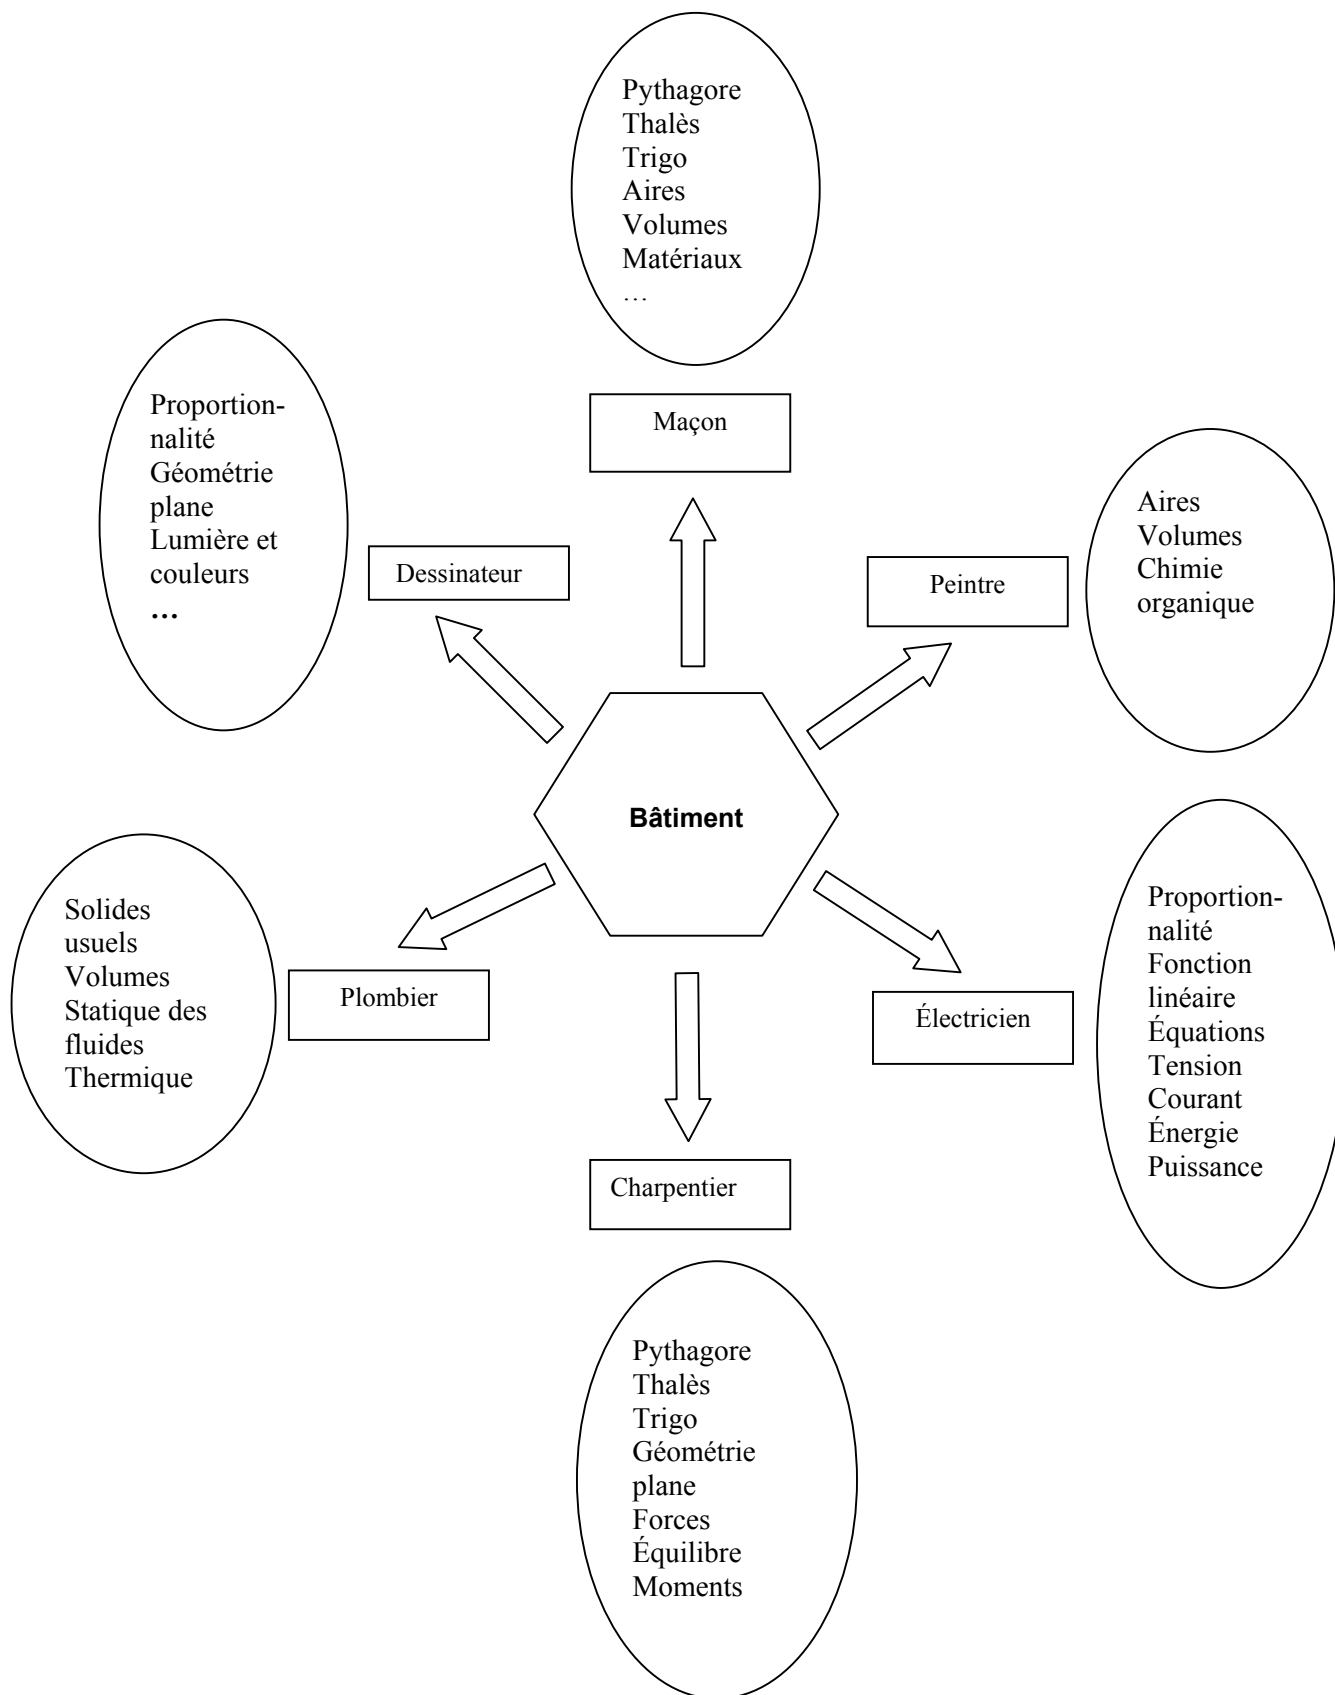 Pythagore
Thalès
Trigo
Aires
Volumes
Matériaux
…
Maçon
Proportion-
nalité
Géométrie
plane
Lumière et
couleurs
…
Dessinateur
Peintre
Aires
Volumes
Chimie
organique
Bâtiment
Solides
usuels
Volumes
Statique des
fluides
Thermique
Plombier
Électricien
Proportion-
nalité
Fonction
linéaire
Équations
Tension
Courant
Énergie
Puissance
Charpentier
Pythagore
Thalès
Trigo
Géométrie
plane
Forces
Équilibre
Moments